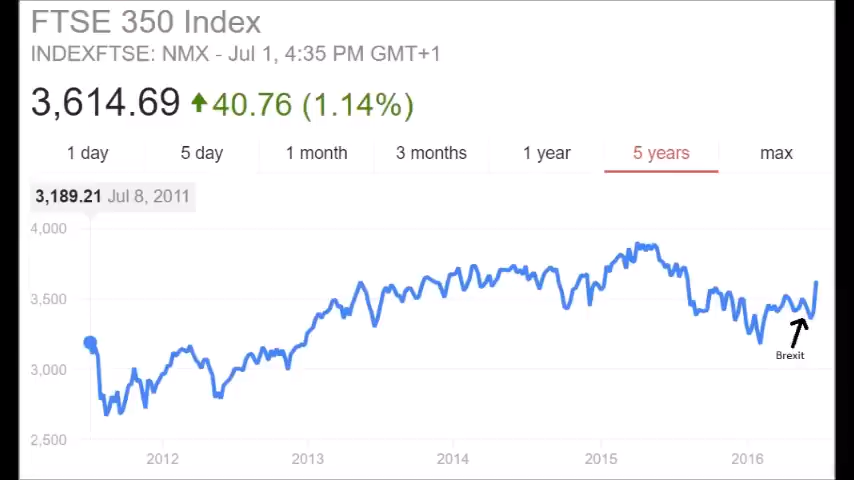 FTSE 350 Index
INDEXFTSE: NMX - Jul 1, 4:35 PM GMT+1
3,614.69 40.76 (1.14%)
1 day 5 day 1 month 3 months 1 year 5 years max
3,189.21 Jul 8, 2011
4,000
3,500
3,000
2,500
Brexit
2012 2013 2014 2015 2016